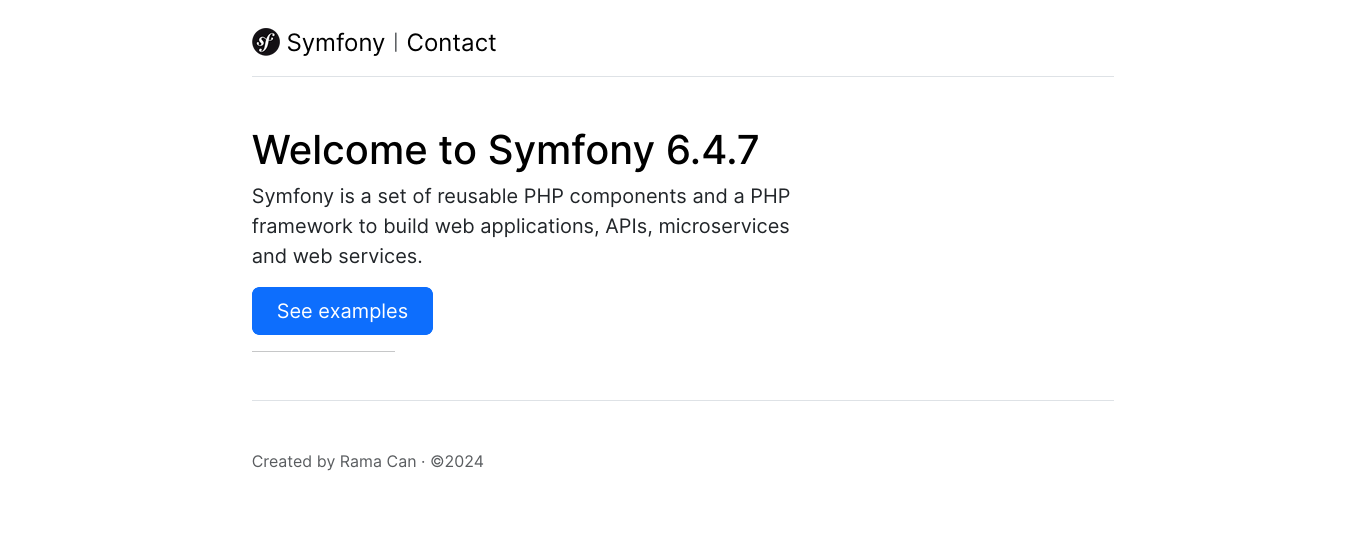 sf Symfony | Contact
Welcome to Symfony 6.4.7
Symfony is a set of reusable PHP components and a PHP
framework to build web applications, APIs, microservices
and web services.
See examples
Created by Rama Can · ©2024